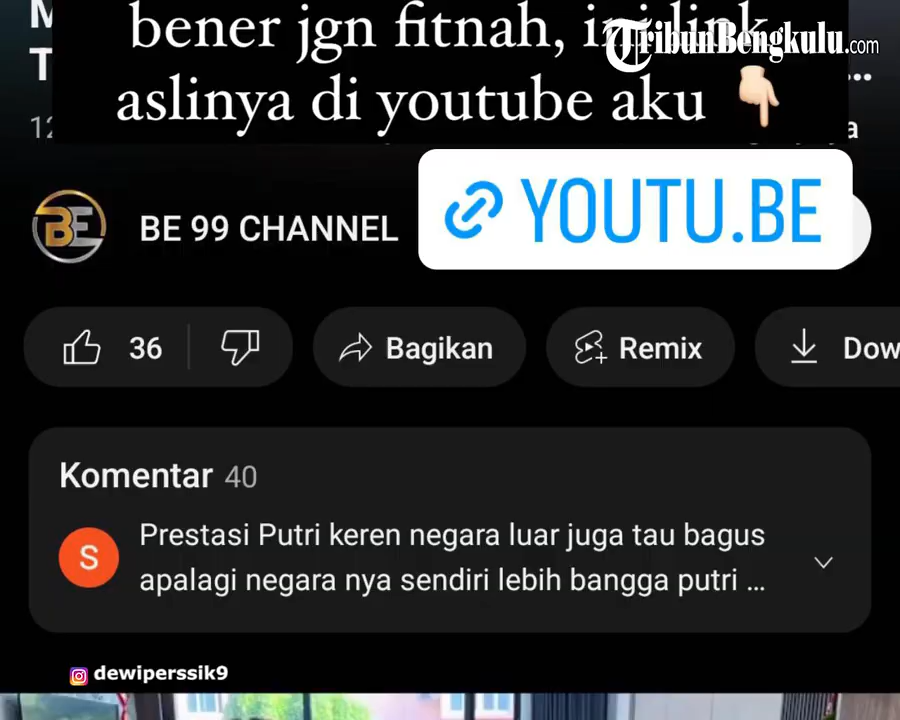 bener jgn fitnah, ini link
TribunBengkulu.com
aslinya di youtube aku
BE
BE 99 CHANNEL
YOUTU.BE
36
Bagikan
Remix
Dow
Komentar 40
S
Prestasi Putri keren negara luar juga tau bagus
apalagi negara nya sendiri lebih bangga putri ...
dewiperssik9